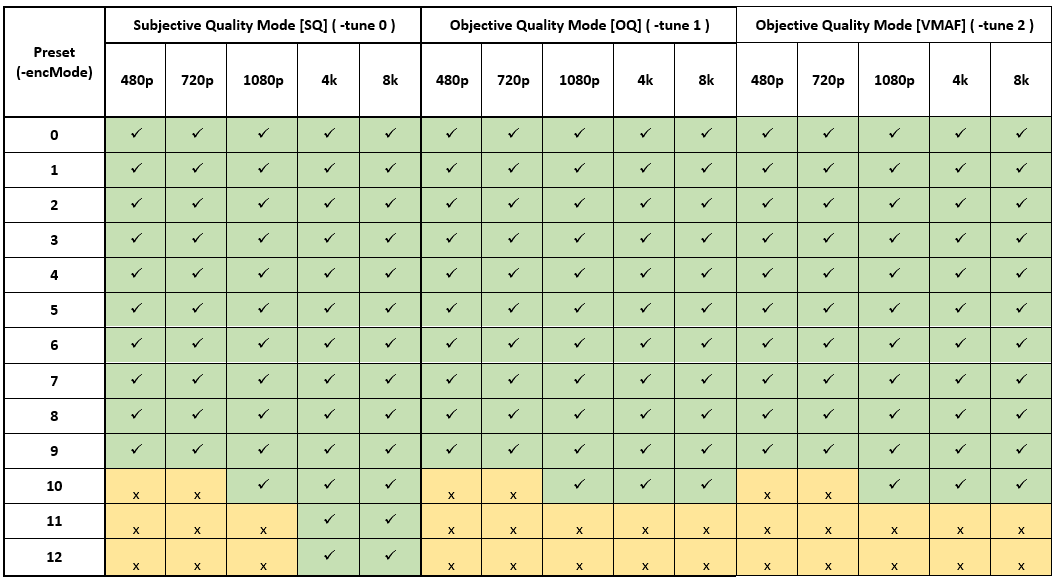 Preset (-encMode) Subjective Quality Mode [SQ] ( -tune 0 ) Objective Quality Mode [OQ] ( -tune 1 ) Objective Quality Mode [VMAF] ( -tune 2 )
480p 720p 1080p 4k 8k 480p 720p 1080p 4k 8k 480p 720p 1080p 4k 8k
0 ✓ ✓ ✓ ✓ ✓ ✓ ✓ ✓ ✓ ✓ ✓ ✓ ✓ ✓ ✓
1 ✓ ✓ ✓ ✓ ✓ ✓ ✓ ✓ ✓ ✓ ✓ ✓ ✓ ✓ ✓
2 ✓ ✓ ✓ ✓ ✓ ✓ ✓ ✓ ✓ ✓ ✓ ✓ ✓ ✓ ✓
3 ✓ ✓ ✓ ✓ ✓ ✓ ✓ ✓ ✓ ✓ ✓ ✓ ✓ ✓ ✓
4 ✓ ✓ ✓ ✓ ✓ ✓ ✓ ✓ ✓ ✓ ✓ ✓ ✓ ✓ ✓
5 ✓ ✓ ✓ ✓ ✓ ✓ ✓ ✓ ✓ ✓ ✓ ✓ ✓ ✓ ✓
6 ✓ ✓ ✓ ✓ ✓ ✓ ✓ ✓ ✓ ✓ ✓ ✓ ✓ ✓ ✓
7 ✓ ✓ ✓ ✓ ✓ ✓ ✓ ✓ ✓ ✓ ✓ ✓ ✓ ✓ ✓
8 ✓ ✓ ✓ ✓ ✓ ✓ ✓ ✓ ✓ ✓ ✓ ✓ ✓ ✓ ✓
9 ✓ ✓ ✓ ✓ ✓ ✓ ✓ ✓ ✓ ✓ ✓ ✓ ✓ ✓ ✓
10 x x ✓ ✓ ✓ x x ✓ ✓ ✓ x x ✓ ✓ ✓
11 x x x ✓ ✓ x x x x x x x x x x
12 x x x ✓ ✓ x x x x x x x x x x